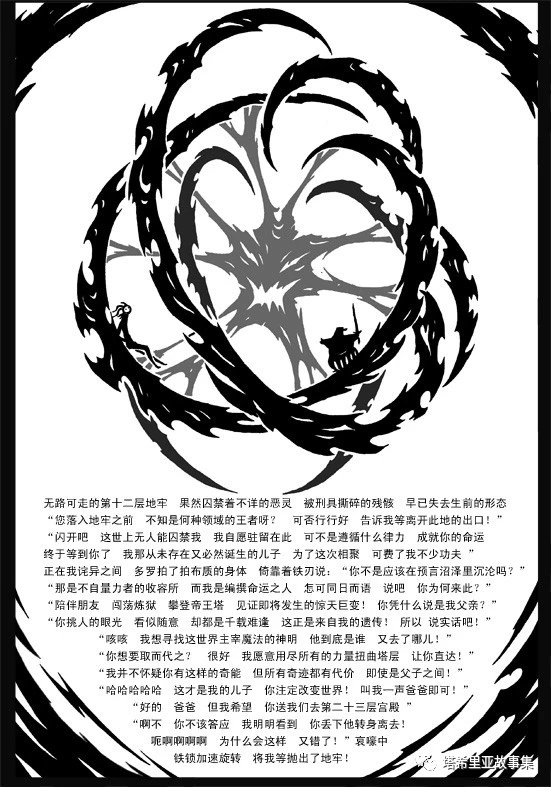 无路可走的第十二层地牢　果然囚禁着不详的恶灵　被刑具撕碎的残骸　早已失去生前的形态
“您落入地牢之前　不知是何种领域的王者呀？　可否行行好　告诉我等离开此地的出口！”
“闪开吧　这世上无人能囚禁我　我自愿驻留在此　可不是遵循什么律力　成就你的命运
终于等到你了　我那从未存在又必然诞生的儿子　为了这次相聚　可费了我不少功夫 ”
正在我诧异之间　多罗拍了拍布质的身体　倚靠着铁刃说：“你不是应该在预言沼泽里沉沦吗？”
“那是不自量力者的收容所　而我是编撰命运之人　怎可同日而语　说吧　你为何来此？”
“陪伴朋友　闯荡炼狱　攀登帝王塔　见证即将发生的惊天巨变！你凭什么说是我父亲？”
“你挑人的眼光　看似随意　却都是千载难逢　这正是来自我的遗传！所以 说实话吧！”
“咳咳　我想寻找这世界主宰魔法的神明　他到底是谁　又去了哪儿！”
“你想要取而代之？　很好　我愿意用尽所有的力量扭曲塔层　让你直达！”
“我并不怀疑你有这样的奇能　但所有奇迹都有代价　即使是父子之间！”
“哈哈哈哈哈　这才是我的儿子　你注定改变世界！叫我一声爸爸即可！”
“好的　爸爸　但我希望　你送我们去第二十三层宫殿 ”
“啊不　你不该答应　我明明看到　你丢下他转身离去！
呃啊啊啊啊　为什么会这样　又错了！”哀嚎中
铁锁加速旋转　将我等抛出了地牢！
塔希里亚故事集